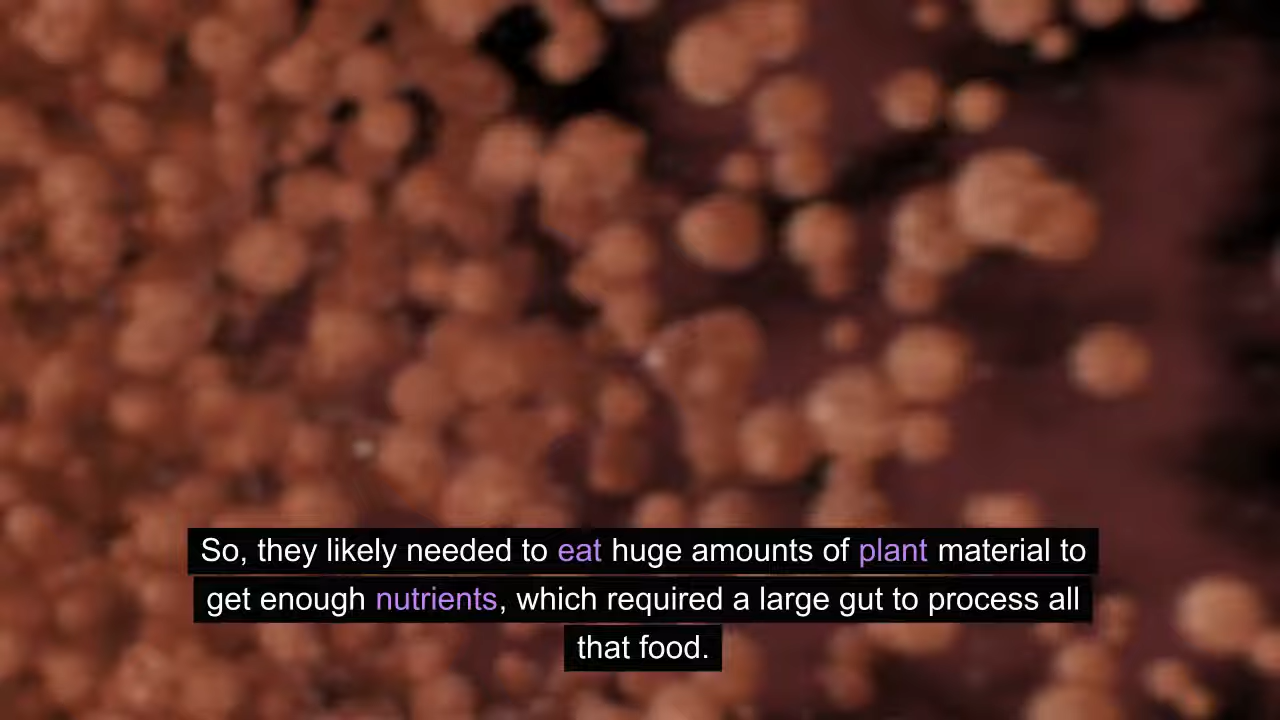 So, they likely needed to eat huge amounts of plant material to
get enough nutrients, which required a large gut to process all
that food.